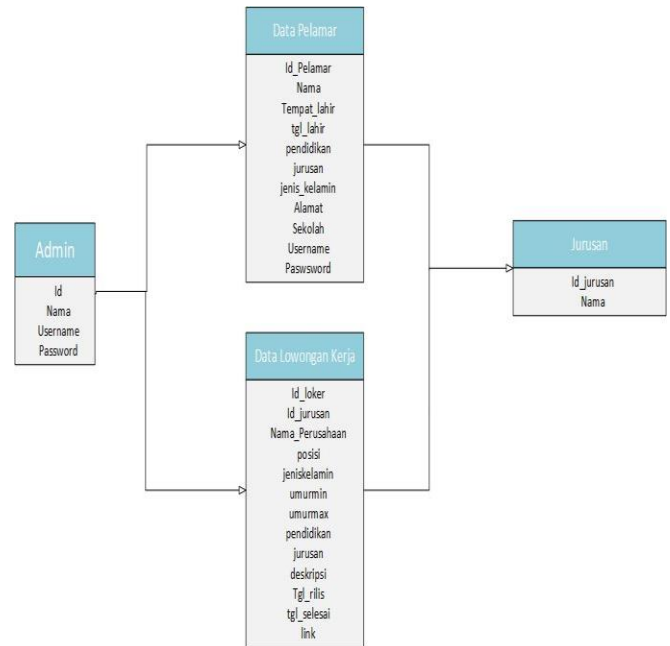 Data Pelamar
Id_Pelamar
Nama
Tempat_lahir
tgl_lahir
pendidikan
jurusan
jenis_kelamin
Alamat
Sekolah
Username
Paswsword
Admin
Id
Nama
Username
Password
Jurusan
Id_jurusan
Nama
Data Lowongan Kerja
Id_loker
Id_jurusan
Nama_Perusahaan
posisi
jeniskelamin
umurmin
umurmax
pendidikan
jurusan
deskripsi
Tgl_rilis
tgl_selesai
link